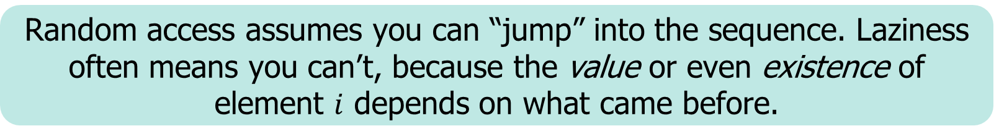 Random access assumes you can “jump” into the sequence. Laziness
often means you can’t, because the value or even existence of
element i depends on what came before.